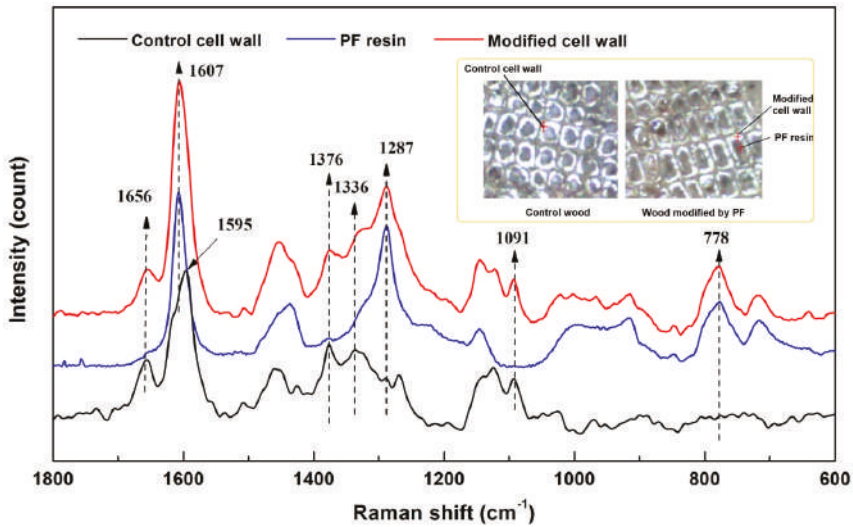 Control cell wall PF resin Modified cell wall
1607
1656
1595
1376
1336
1287
1091
778
Control cell wall
Modified
cell wall
PF resin
Control wood
Wood modified by PF
Intensity (count)
1800 1600 1400 1200 1000 800 600
Raman shift (cm⁻¹)